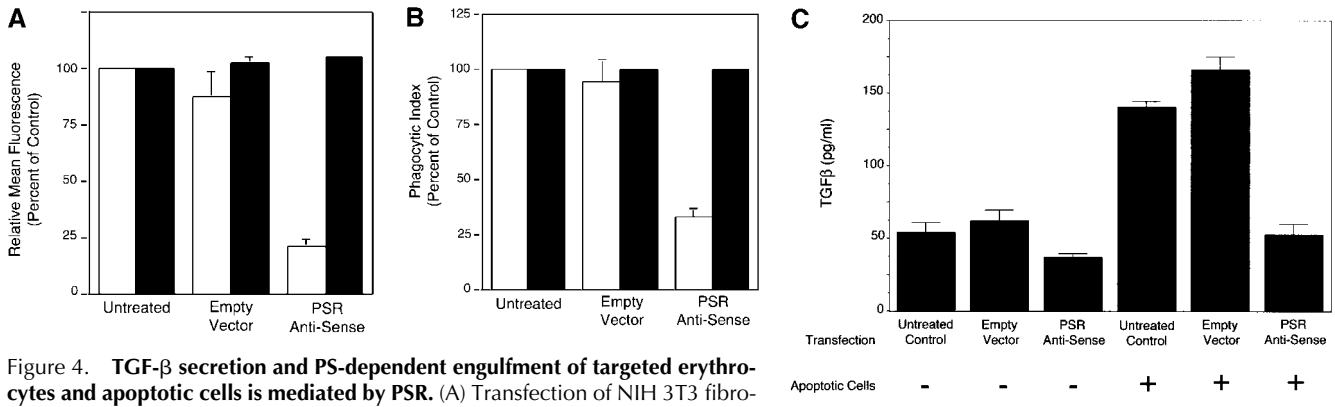 A
Relative Mean Fluorescence
(Percent of Control)
100
75
50
25
0
Untreated
Empty
Vector
PSR
Anti-Sense
B
Phagocytic Index
(Percent of Control)
125
100
75
50
25
0
Untreated
Empty
Vector
PSR
Anti-Sense
C
TGFβ (pg/ml)
200
150
100
50
0
Transfection
Untreated
Control
Empty
Vector
PSR
Anti-Sense
Untreated
Control
Empty
Vector
PSR
Anti-Sense
Apoptotic Cells - - - + + +
Figure 4. TGF-β secretion and PS-dependent engulfment of targeted erythro-
cytes and apoptotic cells is mediated by PSR. (A) Transfection of NIH 3T3 fibro-